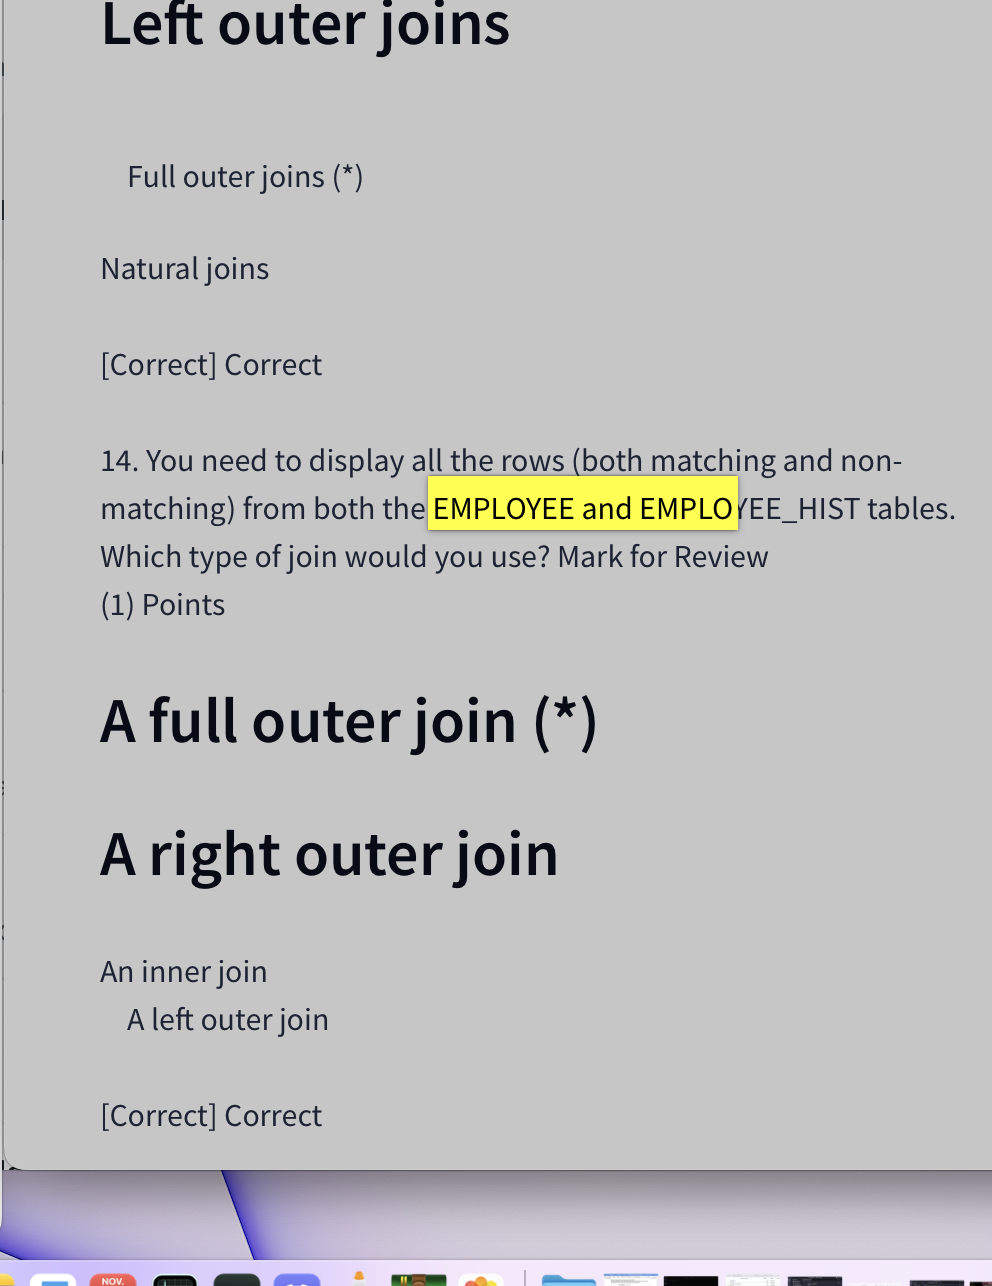 Left outer joins
Full outer joins (*)
Natural joins
[Correct] Correct
14. You need to display all the rows (both matching and non-
matching) from both the EMPLOYEE and EMPLOYEE_HIST tables.
Which type of join would you use? Mark for Review
(1) Points
A full outer join (*)
A right outer join
An inner join
A left outer join
[Correct] Correct
NOV.